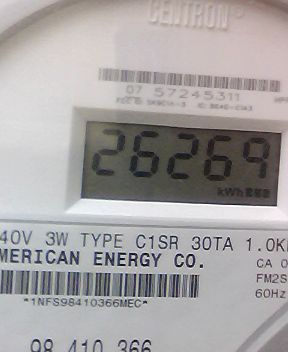 CENTRON®
07 57245311
26269
kWh
40V 3W TYPE C1SR 30TA 1.0K
MERICAN ENERGY CO.
CA 0
FM2S
60Hz
*1NFS98410366MEC*
98 410 366